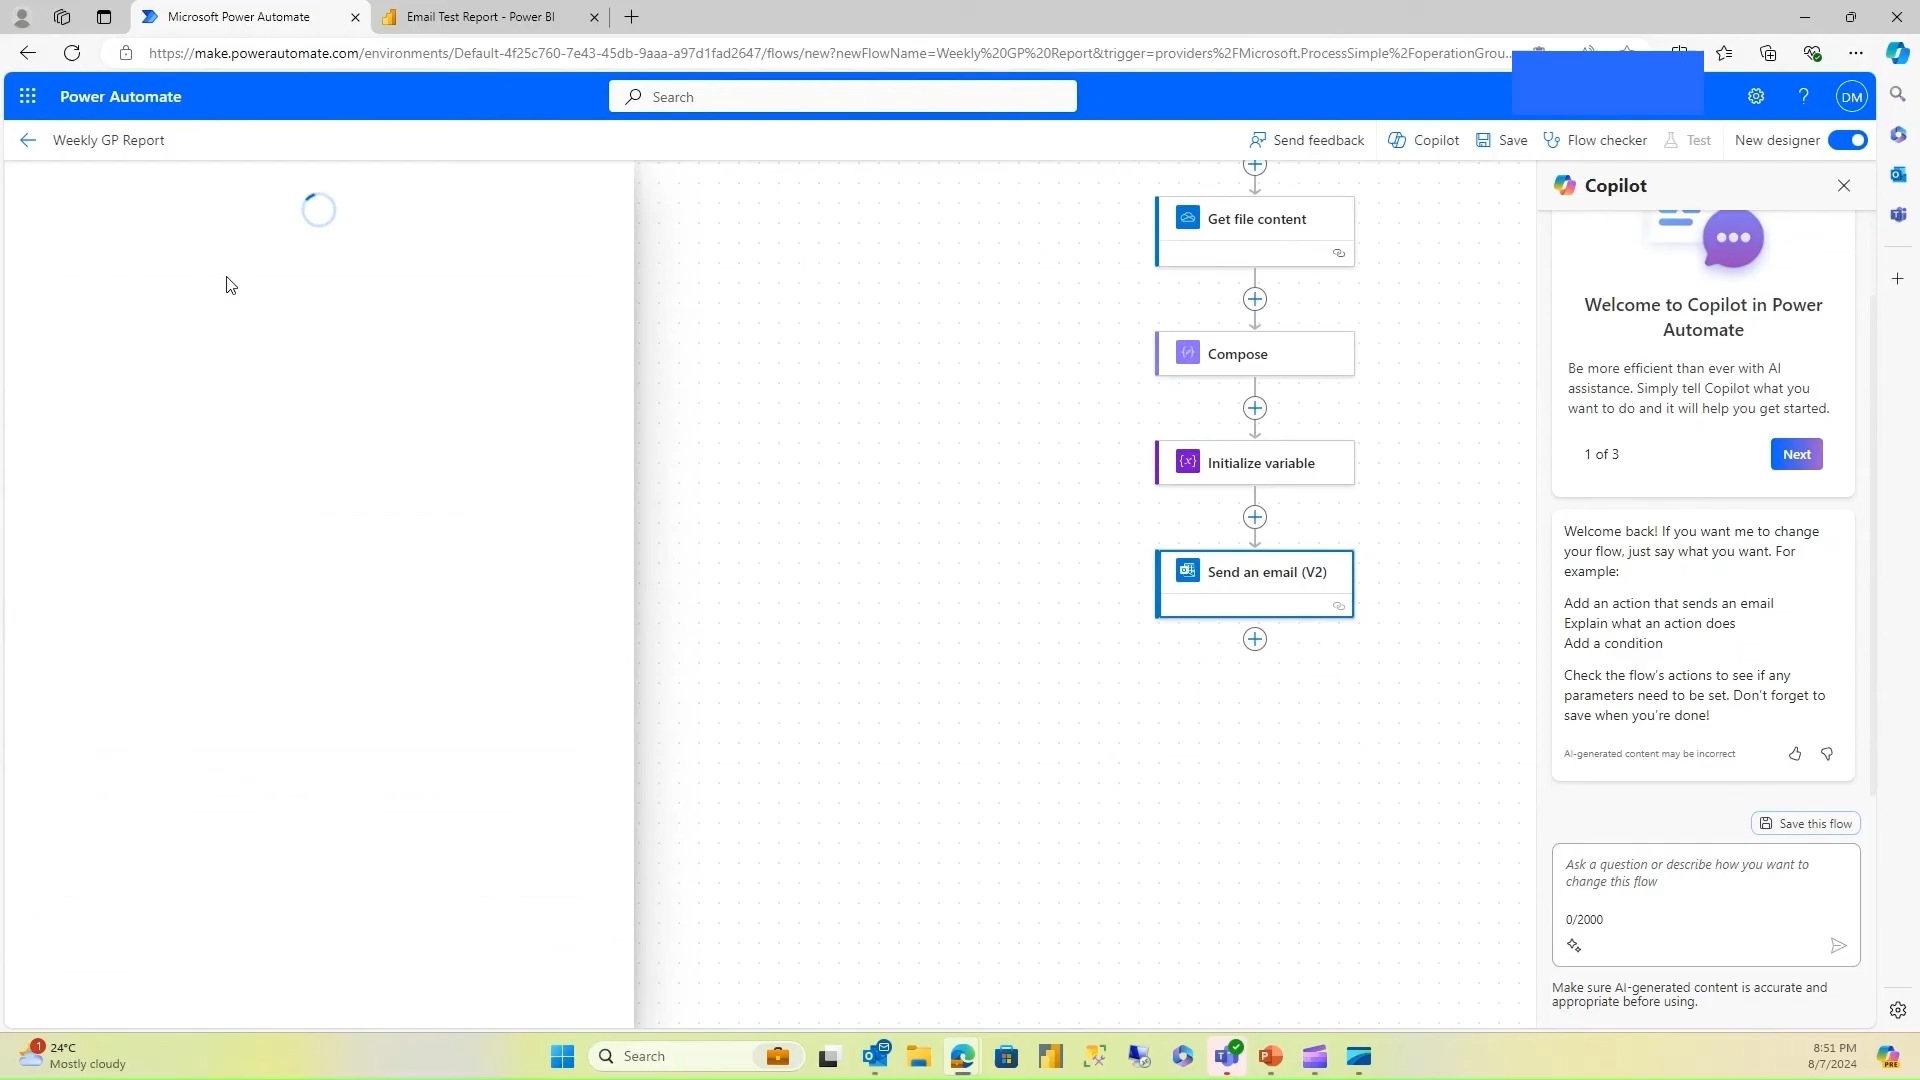 Microsoft Power Automate
Email Test Report - Power BI
https://make.powerautomate.com/environments/Default-4f25c760-7e43-45db-9aaa-a97d1fad2647/flows/new?newFlowName=Weekly%20GP%20Report&trigger=providers%2FMicrosoft.ProcessSimple%2FoperationGrou...
Power Automate
Search
?
DM
Weekly GP Report
Send feedback
Copilot
Save
Flow checker
Test
New designer
Get file content
Compose
Initialize variable
Send an email (V2)
Copilot
Welcome to Copilot in Power
Automate
Be more efficient than ever with AI
assistance. Simply tell Copilot what you
want to do and it will help you get started.
1 of 3
Next
Welcome back! If you want me to change
your flow, just say what you want. For
example:
Add an action that sends an email
Explain what an action does
Add a condition
Check the flow's actions to see if any
parameters need to be set. Don't forget to
save when you're done!
AI-generated content may be incorrect
Save this flow
Ask a question or describe how you want to
change this flow
0/2000
Make sure AI-generated content is accurate and
appropriate before using.
1
24°C
Mostly cloudy
Search
8:51 PM
8/7/2024
PRE